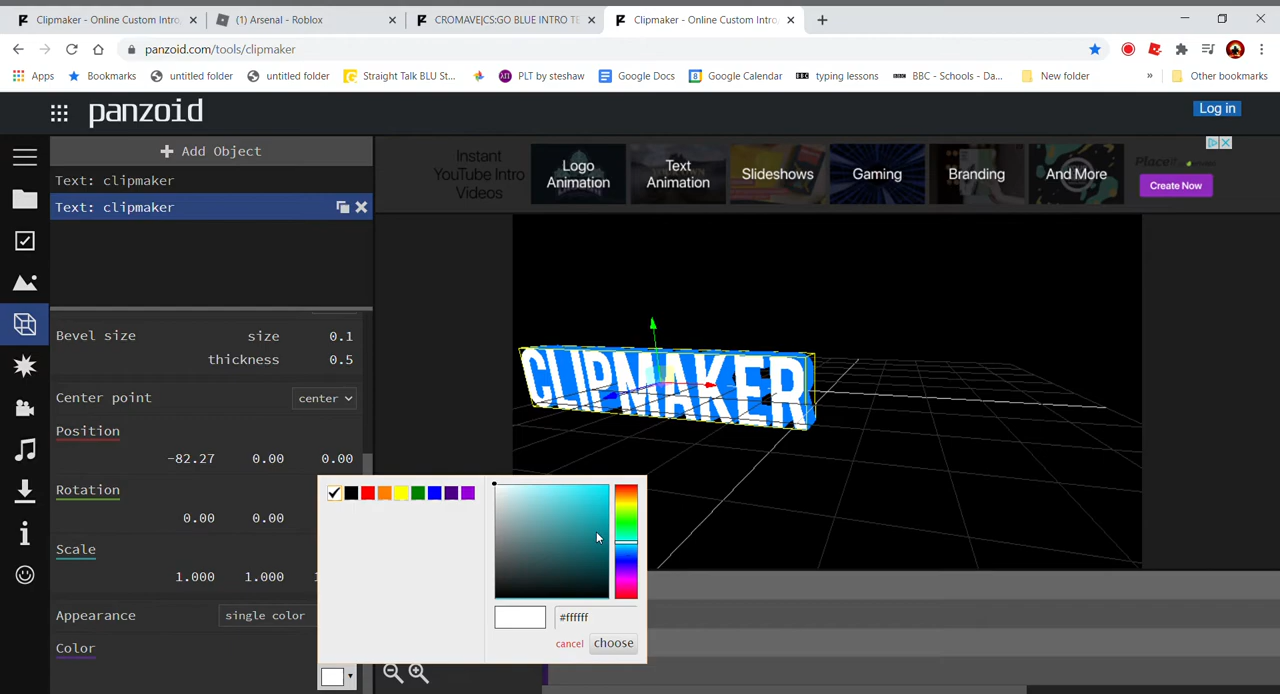 Clipmaker - Online Custom Intro
(1) Arsenal - Roblox
CROMAVE|CS:GO BLUE INTRO TE
Clipmaker - Online Custom Intro
panzoid.com/tools/clipmaker
Apps
Bookmarks
untitled folder
untitled folder
Straight Talk BLU St...
PLT by steshaw
Google Docs
Google Calendar
typing lessons
BBC - Schools - Da...
New folder
»
Other bookmarks
panzoid
Log in
+ Add Object
Text: clipmaker
Text: clipmaker
Instant
YouTube Intro
Videos
Logo
Animation
Text
Animation
Slideshows
Gaming
Branding
And More
Create Now
CLIPMAKER
Bevel size size 0.1
thickness 0.5
Center point center
Position
-82.27 0.00 0.00
Rotation
0.00 0.00
Scale
1.000 1.000
Appearance single color
Color
#ffffff
cancel choose